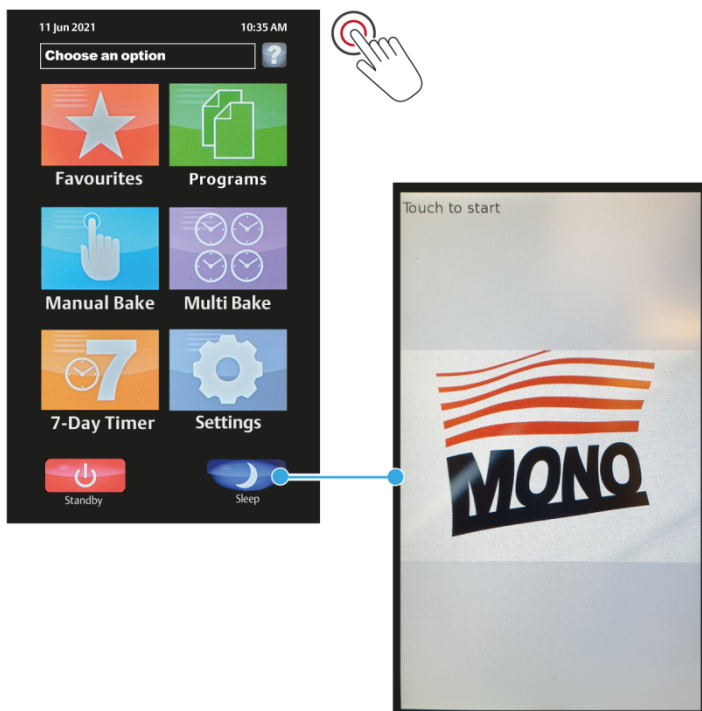 11 Jun 2021 10:35 AM
Choose an option ?
Favourites Programs
Manual Bake Multi Bake
7
7-Day Timer Settings
Standby Sleep
Touch to start
MONO